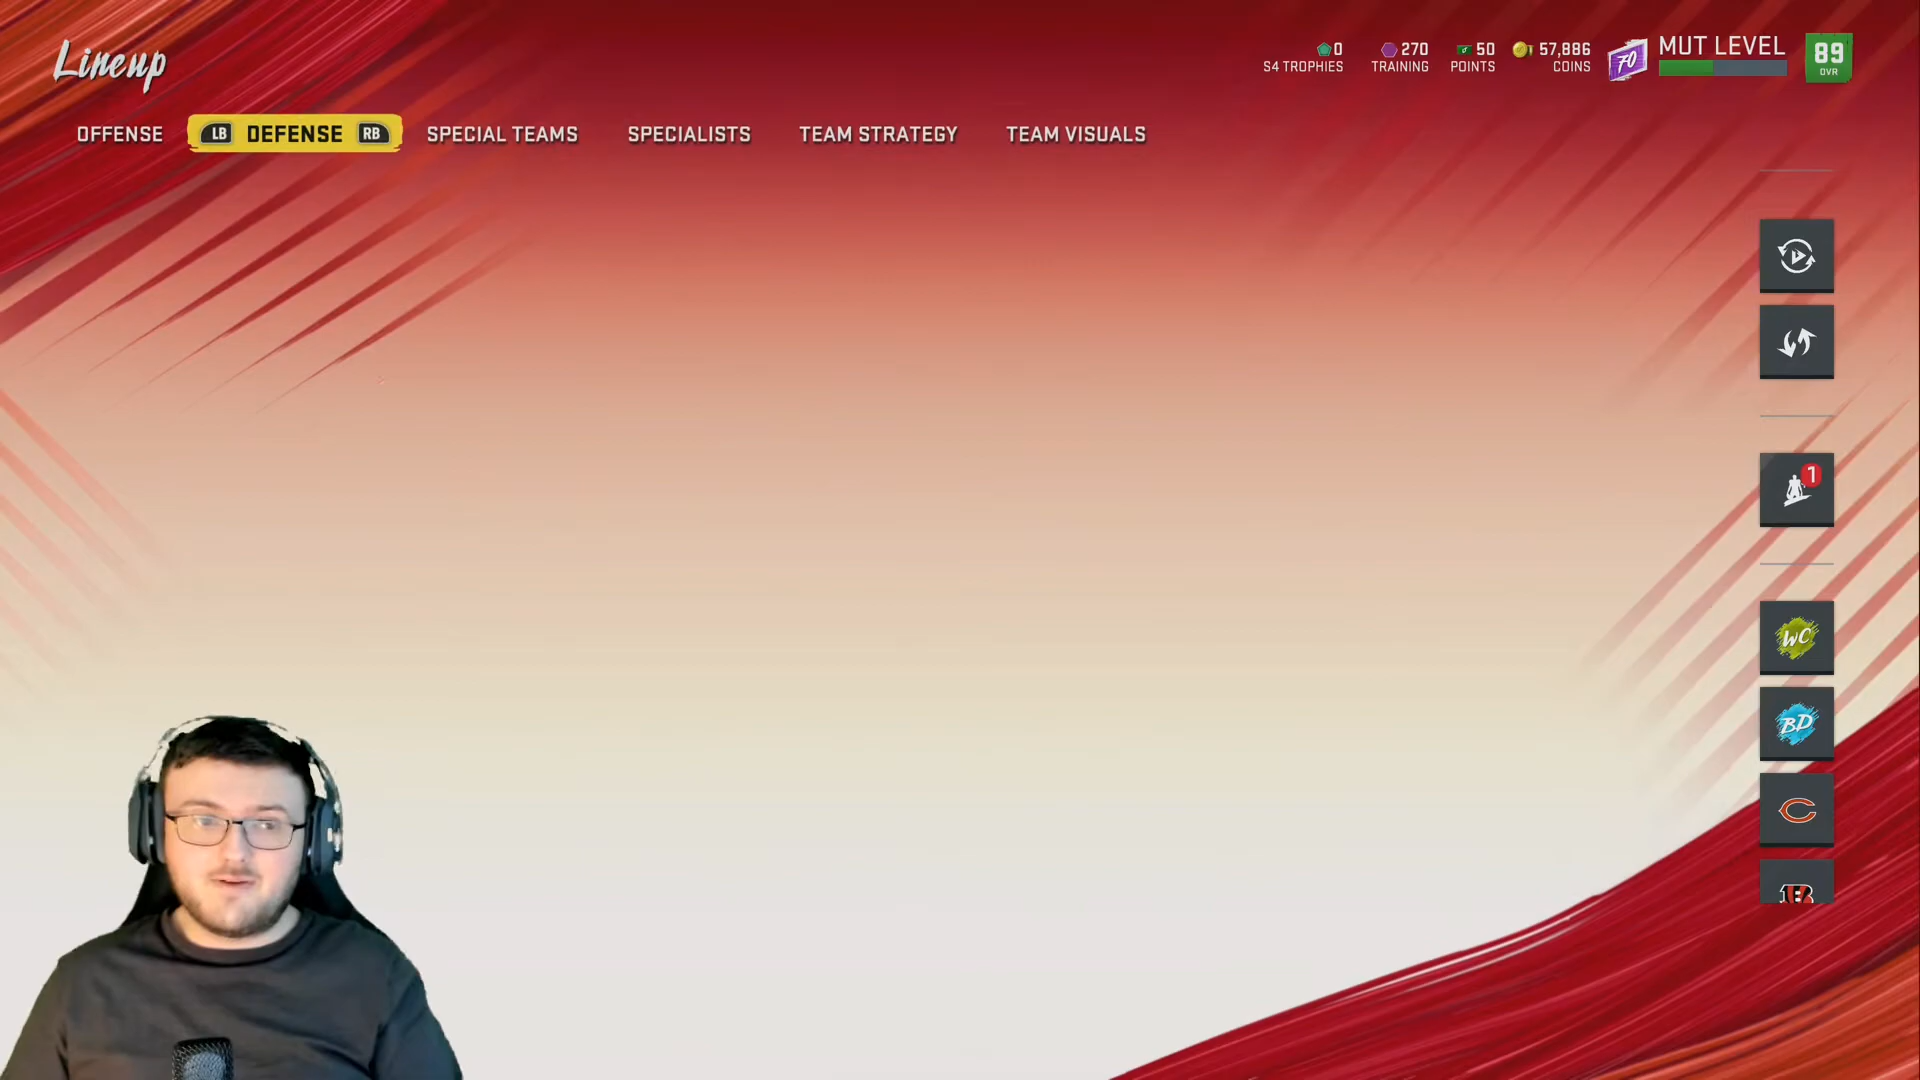 Lineup
0
S4 TROPHIES
270
TRAINING
50
POINTS
57,886
COINS
70
MUT LEVEL
89
OVR
OFFENSE
LB DEFENSE RB
SPECIAL TEAMS
SPECIALISTS
TEAM STRATEGY
TEAM VISUALS
1
WC
BD
C
B